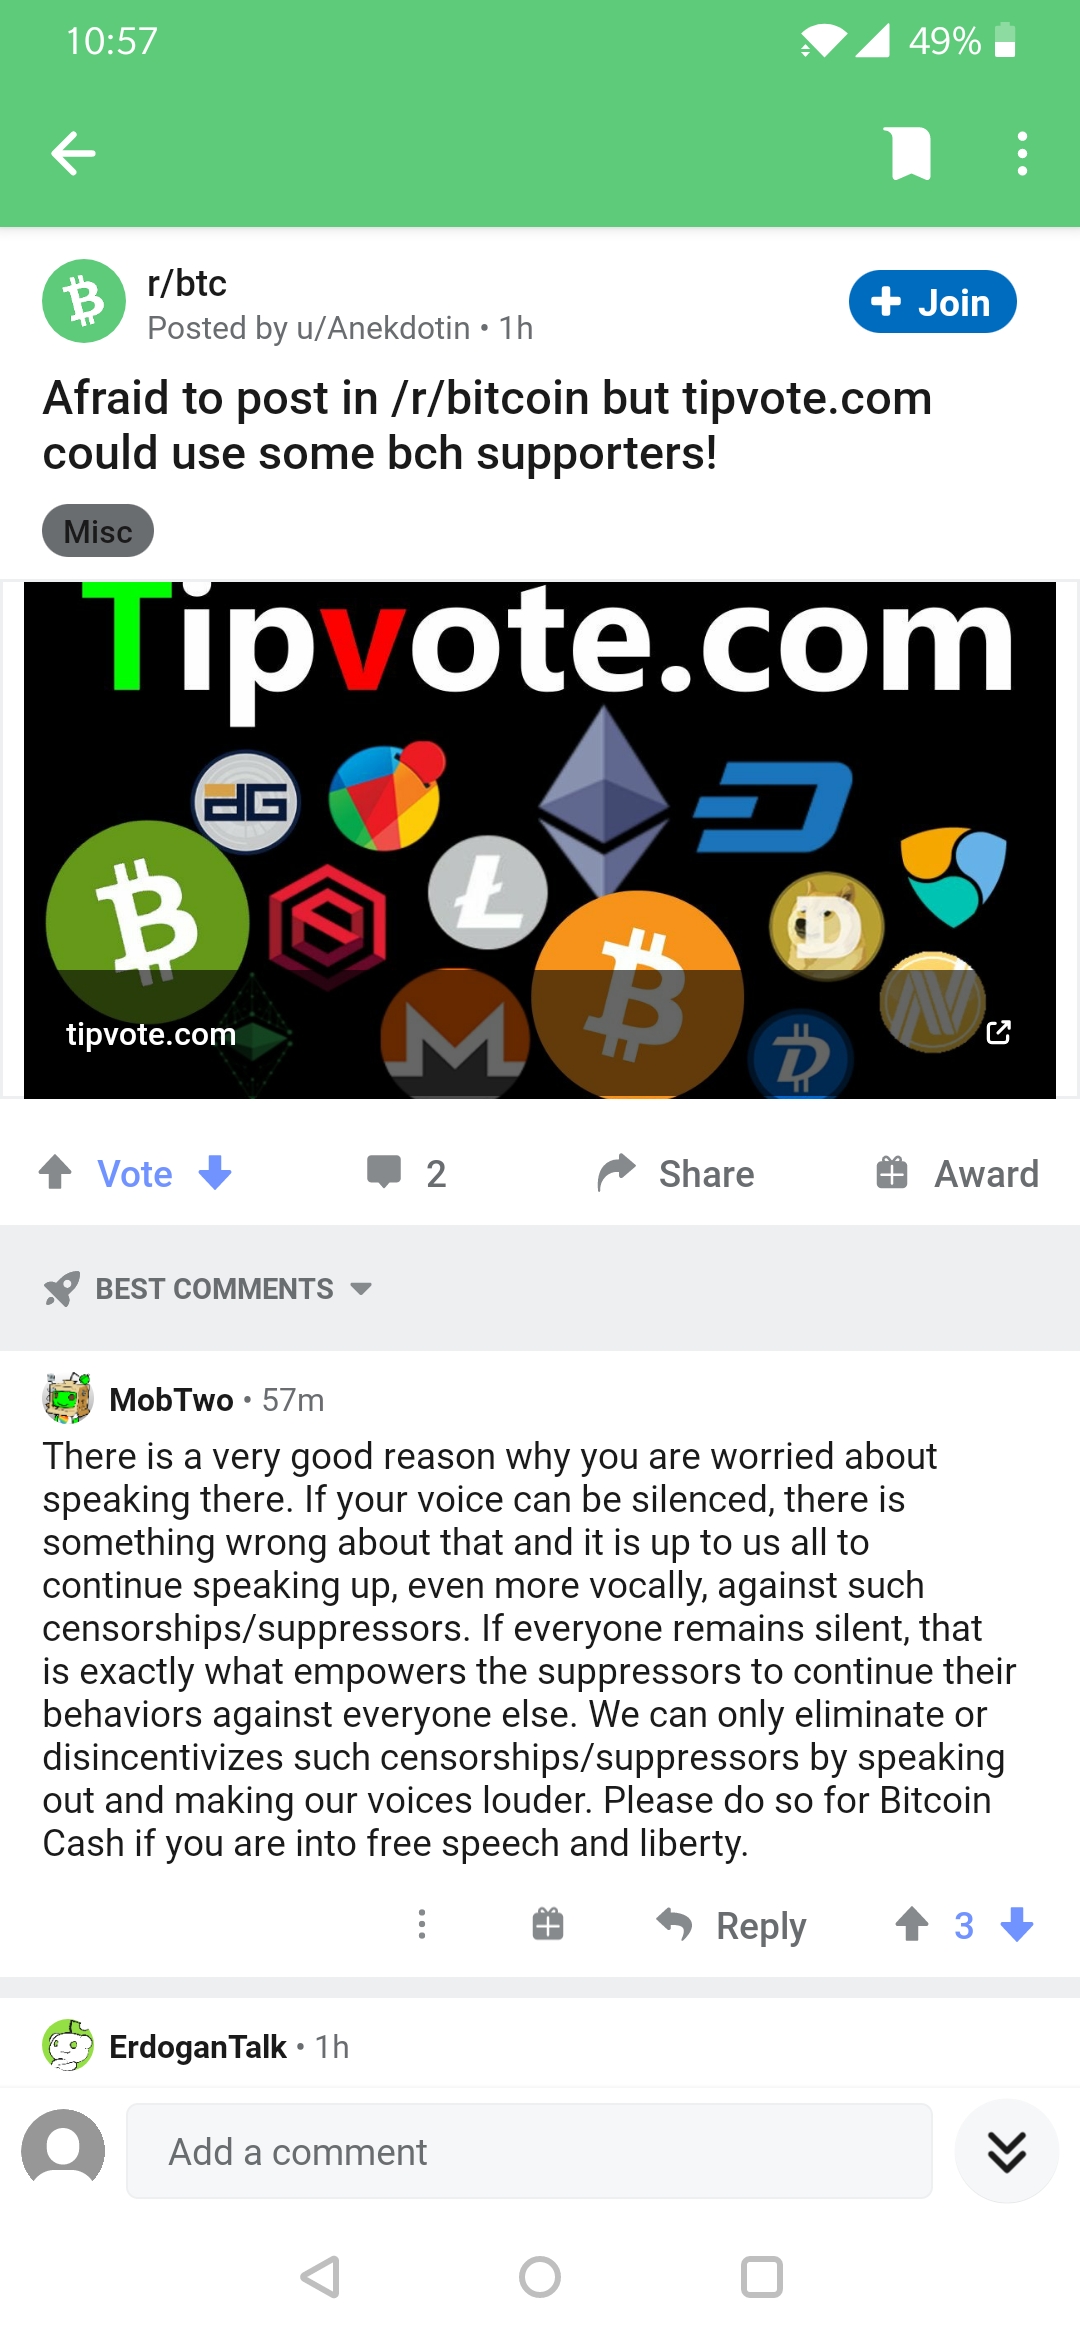 10:57
49%
r/btc
Posted by u/Anekdotin • 1h
Join
Afraid to post in /r/bitcoin but tipvote.com
could use some bch supporters!
Misc
Tipvote.com
tipvote.com
Vote
2
Share
Award
BEST COMMENTS
MobTwo • 57m
There is a very good reason why you are worried about
speaking there. If your voice can be silenced, there is
something wrong about that and it is up to us all to
continue speaking up, even more vocally, against such
censorships/suppressors. If everyone remains silent, that
is exactly what empowers the suppressors to continue their
behaviors against everyone else. We can only eliminate or
disincentivizes such censorships/suppressors by speaking
out and making our voices louder. Please do so for Bitcoin
Cash if you are into free speech and liberty.
Reply
3
ErdoganTalk • 1h
Add a comment